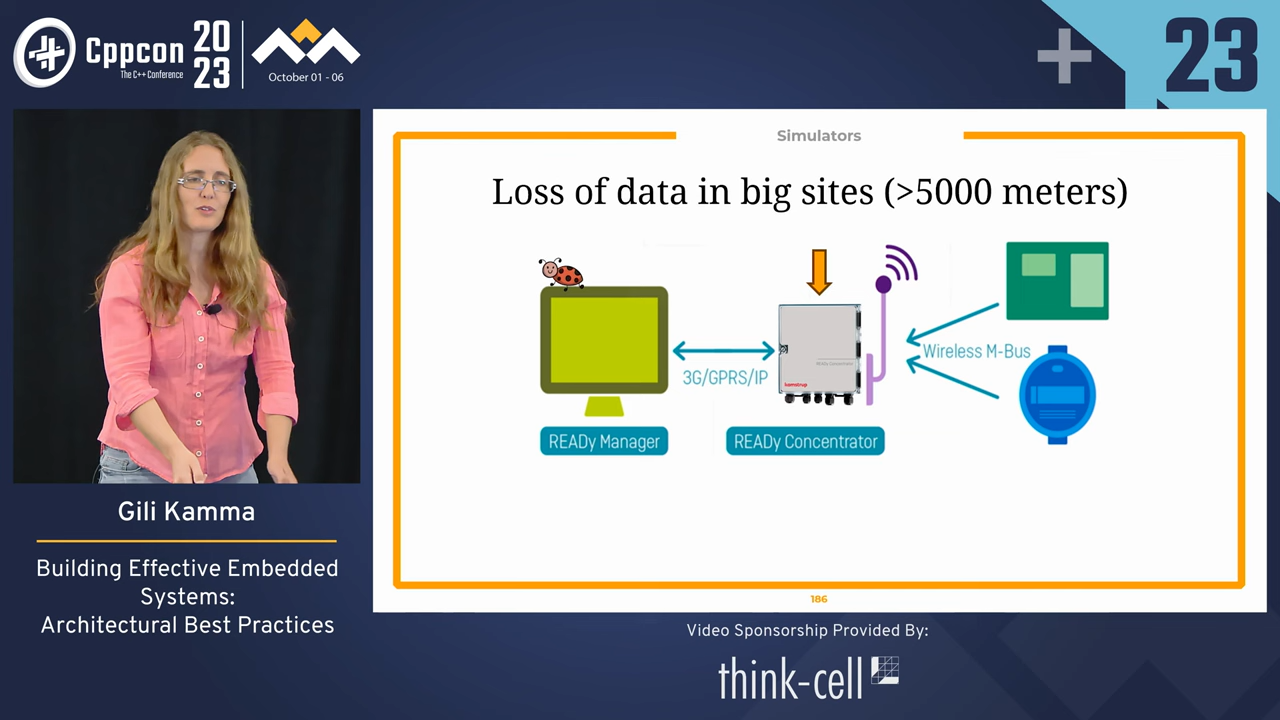 Cppcon
The C++ Conference
20
23
October 01 - 06
23
Simulators
Loss of data in big sites (>5000 meters)
3G/GPRS/IP
Wireless M-Bus
kamstrup
READy Manager
READy Concentrator
186
Gili Kamma
Building Effective Embedded
Systems:
Architectural Best Practices
Video Sponsorship Provided By:
think-cell